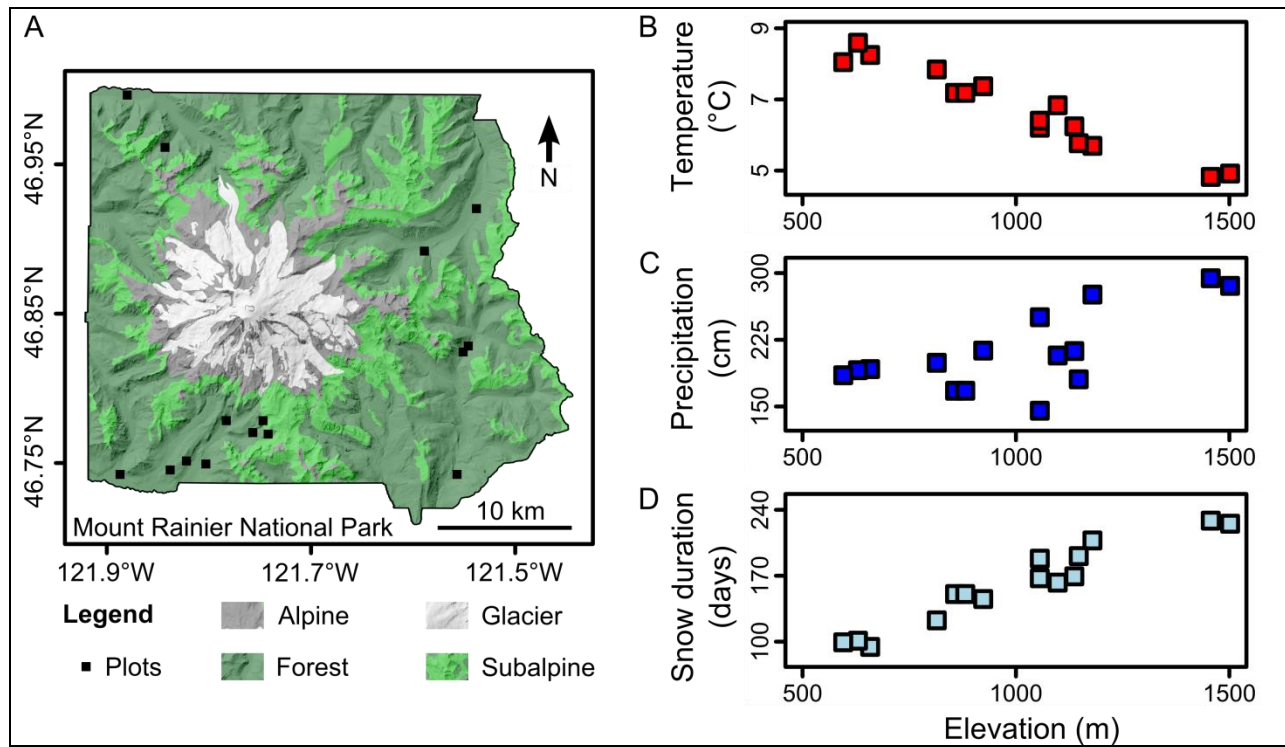 A
46.95°N
46.85°N
46.75°N
N
Mount Rainier National Park
10 km
121.9°W
121.7°W
121.5°W
Legend
Alpine
Glacier
Plots
Forest
Subalpine
B
Temperature
(°C)
9
7
5
500
1000
1500
C
Precipitation
(cm)
300
225
150
500
1000
1500
D
Snow duration
(days)
240
170
100
500
1000
1500
Elevation (m)